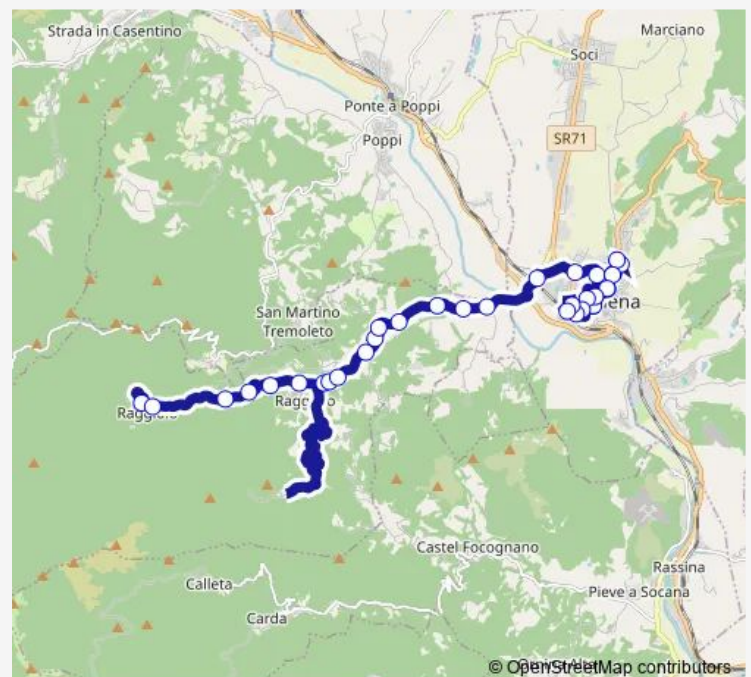 Strada in Casentino
Marciano
Soci
Ponte a Poppi
Poppi
SR71
San Martino
Tremoleto
Castel Focognano
Rassina
Calleta
Pieve a Socana
Carda
© OpenStreetMap contributors